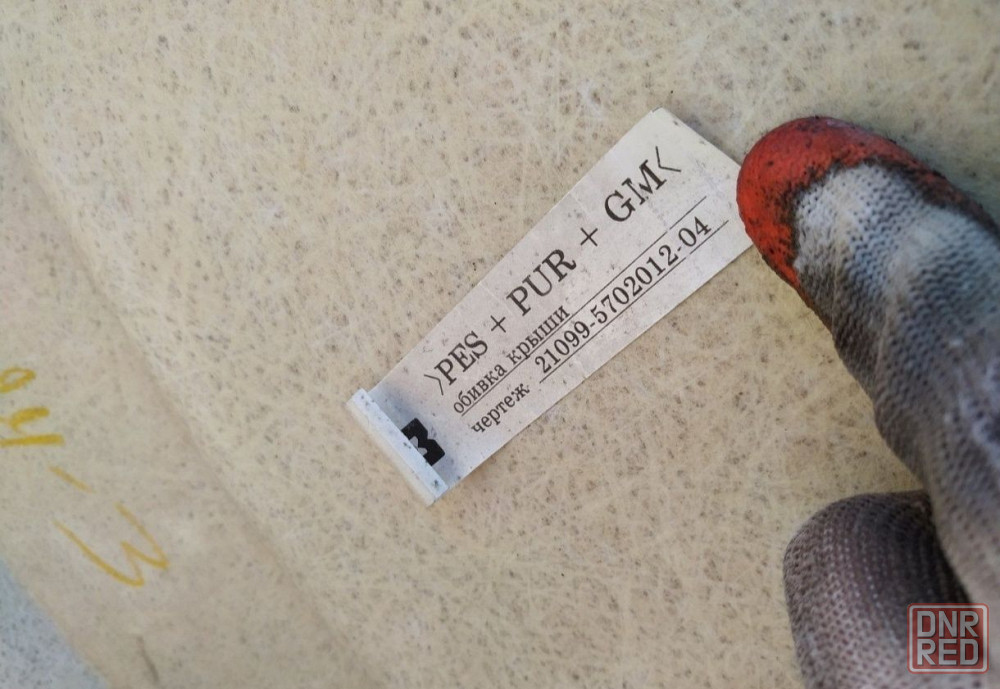 >PES + PUR + GM<
обивка крыши
чертеж 21099-5702012-04
DNR
RED